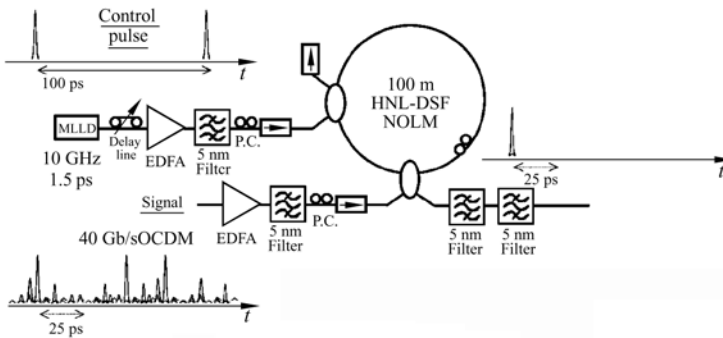 Control
pulse
t
100 ps
100 m
HNL-DSF
NOLM
MLLD
Delay
line
EDFA
5 nm
Filter
P.C.
10 GHz
1.5 ps
t
25 ps
Signal
EDFA
5 nm
Filter
P.C.
5 nm
Filter
5 nm
Filter
40 Gb/sOCDM
t
25 ps